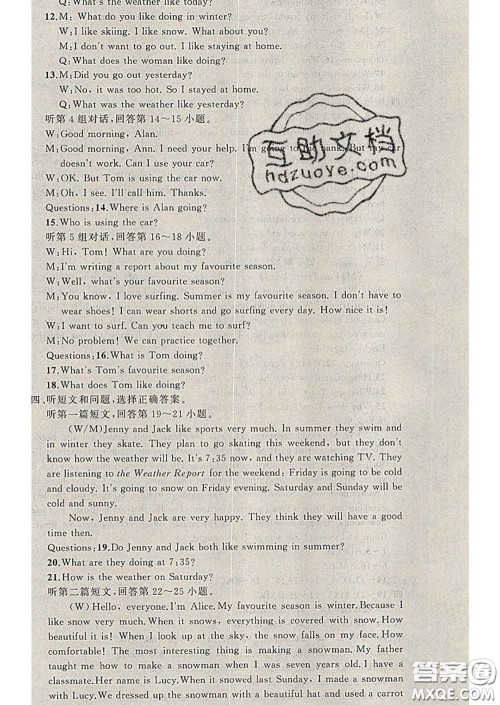 Q: What's the weather like today?
12. M: What do you like doing in winter?
W: I like skiing. I like snow. What about you?
M: I don't want to go out. I like staying at home.
Q: What does the woman like doing?
13. M: Did you go out yesterday?
W: No, it was too hot. So I stayed at home.
Q: What was the weather like yesterday?
听第 4 组对话,回答第 14~15 小题。
W: Good morning, Alan.
M: Good morning, Ann. I need your help. I'm going to the bank. But my car
doesn't work. Can I use your car?
W: OK. But Tom is using the car now.
M: Oh, I see. I'll call him. Thanks.
Questions: 14. Where is Alan going?
15. Who is using the car?
听第 5 组对话,回答第 16~18 小题。
W: Hi, Tom! What are you doing?
M: I'm writing a report about my favourite season.
W: Well, what's your favourite season?
M: You know, I love surfing. Summer is my favourite season. I don't have to
wear shoes! I can wear shorts and go surfing every day. How nice it is!
W: I want to surf. Can you teach me to surf?
M: No problem! We can practice together.
Questions: 16. What is Tom doing?
17. What's Tom's favourite season?
18. What does Tom like doing?
四、听短文和问题,选择正确答案。
听第一篇短文,回答第 19~21 小题。
(W/M) Jenny and Jack like sports very much. In summer they swim and
in winter they skate. They plan to go skating this weekend, but they don't
know how the weather will be. It's 7:35 now, and they are watching TV. They
are listening to the Weather Report for the weekend: Friday is going to be cold
and cloudy. It's going to snow on Friday evening. Saturday and Sunday will be
cold and sunny.
Now, Jenny and Jack are very happy. They think they will have a good
time then.
Questions: 19. Do Jenny and Jack both like swimming in summer?
20. What are they doing at 7:35?
21. How is the weather on Saturday?
听第二篇短文,回答第 22~25 小题。
(W) Hello, everyone. I'm Alice. My favourite season is winter. Because I
like snow very much. When it snows, everything is covered with snow. How
beautiful it is! When I look up at the sky, the snow falls on my face. How
comfortable! The most interesting thing is making a snowman. My father
taught me how to make a snowman when I was seven years old. I have a
classmate. Her name is Lucy. When it snowed last Sunday, I made a snowman
with Lucy. We dressed up the snowman with a beautiful hat and used a carrot
互助文档
hdzuoye.com
答案圈
MXQE.COM